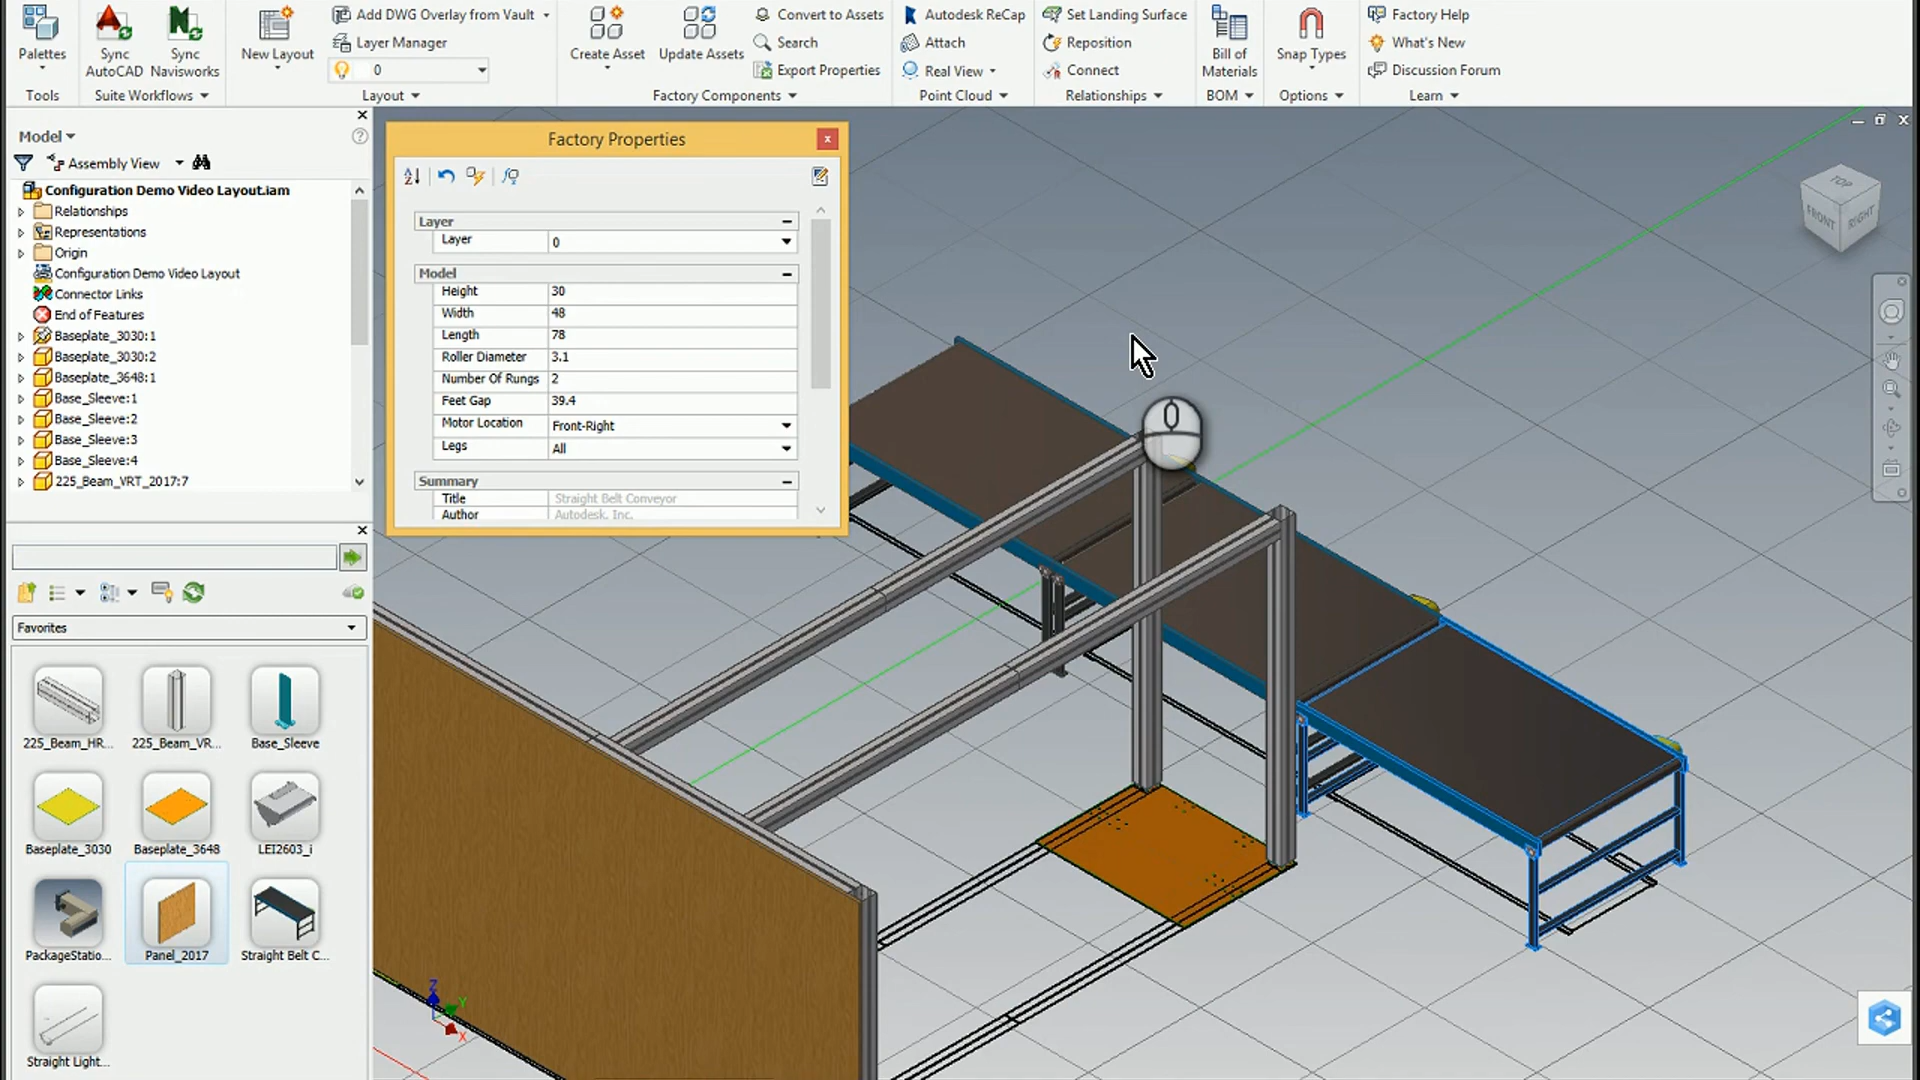 Palettes
Sync AutoCAD
Sync Navisworks
New Layout
Add DWG Overlay from Vault
Layer Manager
0
Create Asset
Update Assets
Convert to Assets
Search
Export Properties
Autodesk ReCap
Attach
Real View
Set Landing Surface
Reposition
Connect
Bill of Materials
Snap Types
Factory Help
What's New
Discussion Forum
Tools
Suite Workflows
Layout
Factory Components
Point Cloud
Relationships
BOM
Options
Learn
Model
Assembly View
Configuration Demo Video Layout.iam
Relationships
Representations
Origin
Configuration Demo Video Layout
Connector Links
End of Features
Baseplate_3030:1
Baseplate_3030:2
Baseplate_3648:1
Base_Sleeve:1
Base_Sleeve:2
Base_Sleeve:3
Base_Sleeve:4
225_Beam_VRT_2017:7
Favorites
225_Beam_HR...
225_Beam_VR...
Base_Sleeve
Baseplate_3030
Baseplate_3648
LEI2603_i
PackageStatio...
Panel_2017
Straight Belt C...
Straight Light...
Factory Properties
Layer
Layer 0
Model
Height 30
Width 48
Length 78
Roller Diameter 3.1
Number Of Rungs 2
Feet Gap 39.4
Motor Location Front-Right
Legs All
Summary
Title Straight Belt Conveyor
Author Autodesk, Inc.
TOP
FRONT
RIGHT
Z
Y
X